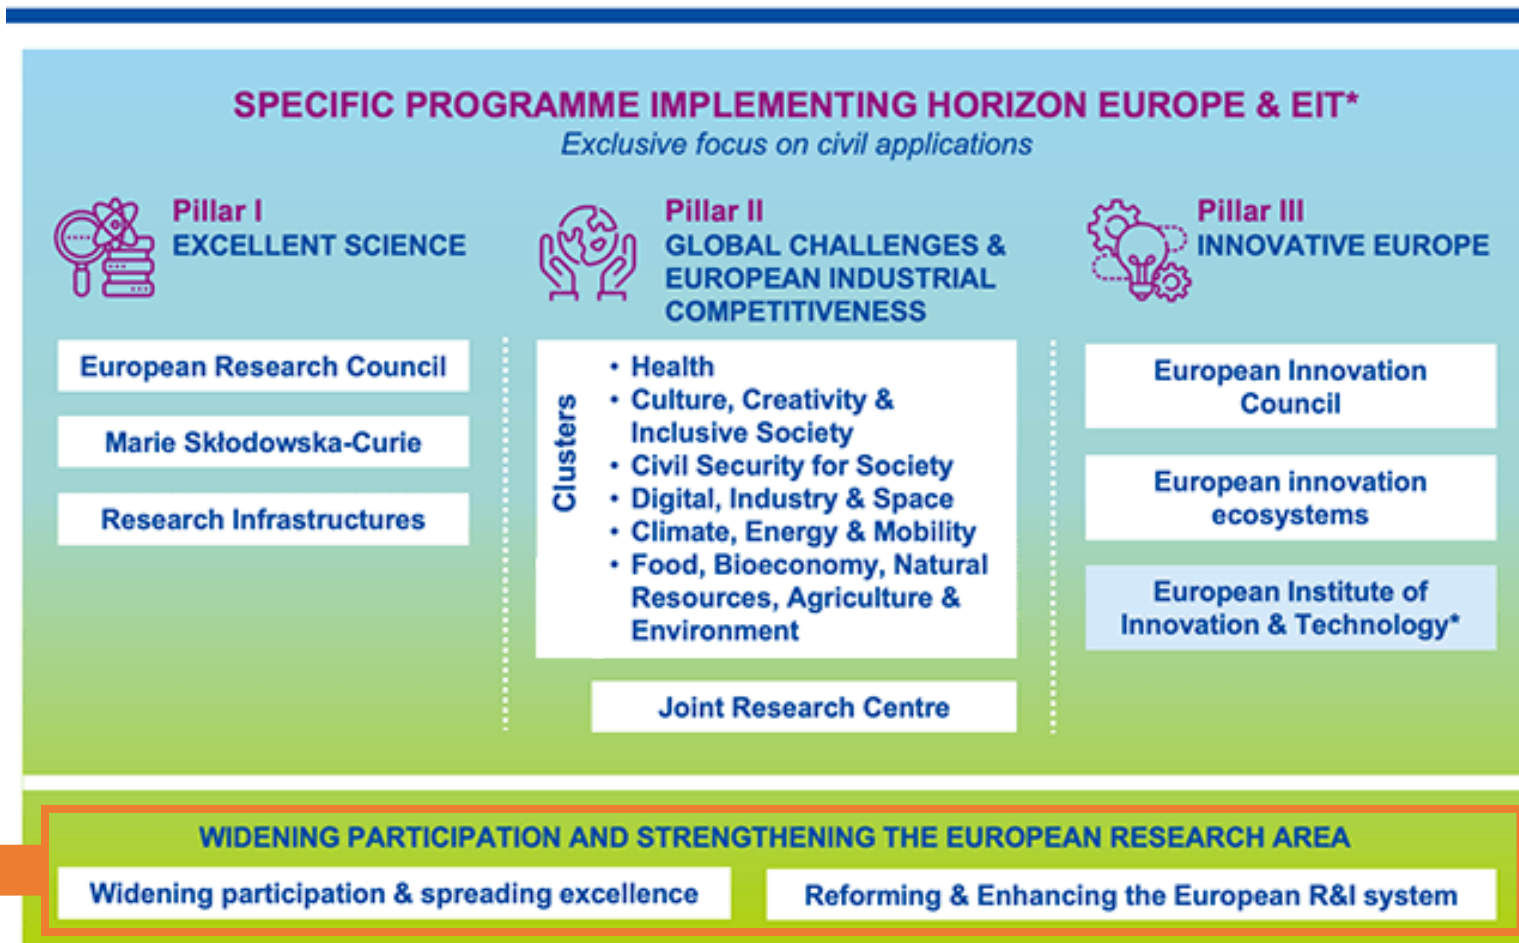 SPECIFIC PROGRAMME IMPLEMENTING HORIZON EUROPE & EIT*
Exclusive focus on civil applications
Pillar I
EXCELLENT SCIENCE
European Research Council
Marie Skłodowska-Curie
Research Infrastructures
Pillar II
GLOBAL CHALLENGES &
EUROPEAN INDUSTRIAL
COMPETITIVENESS
Clusters
• Health
• Culture, Creativity &
Inclusive Society
• Civil Security for Society
• Digital, Industry & Space
• Climate, Energy & Mobility
• Food, Bioeconomy, Natural
Resources, Agriculture &
Environment
Joint Research Centre
Pillar III
INNOVATIVE EUROPE
European Innovation
Council
European innovation
ecosystems
European Institute of
Innovation & Technology*
WIDENING PARTICIPATION AND STRENGTHENING THE EUROPEAN RESEARCH AREA
Widening participation & spreading excellence
Reforming & Enhancing the European R&I system